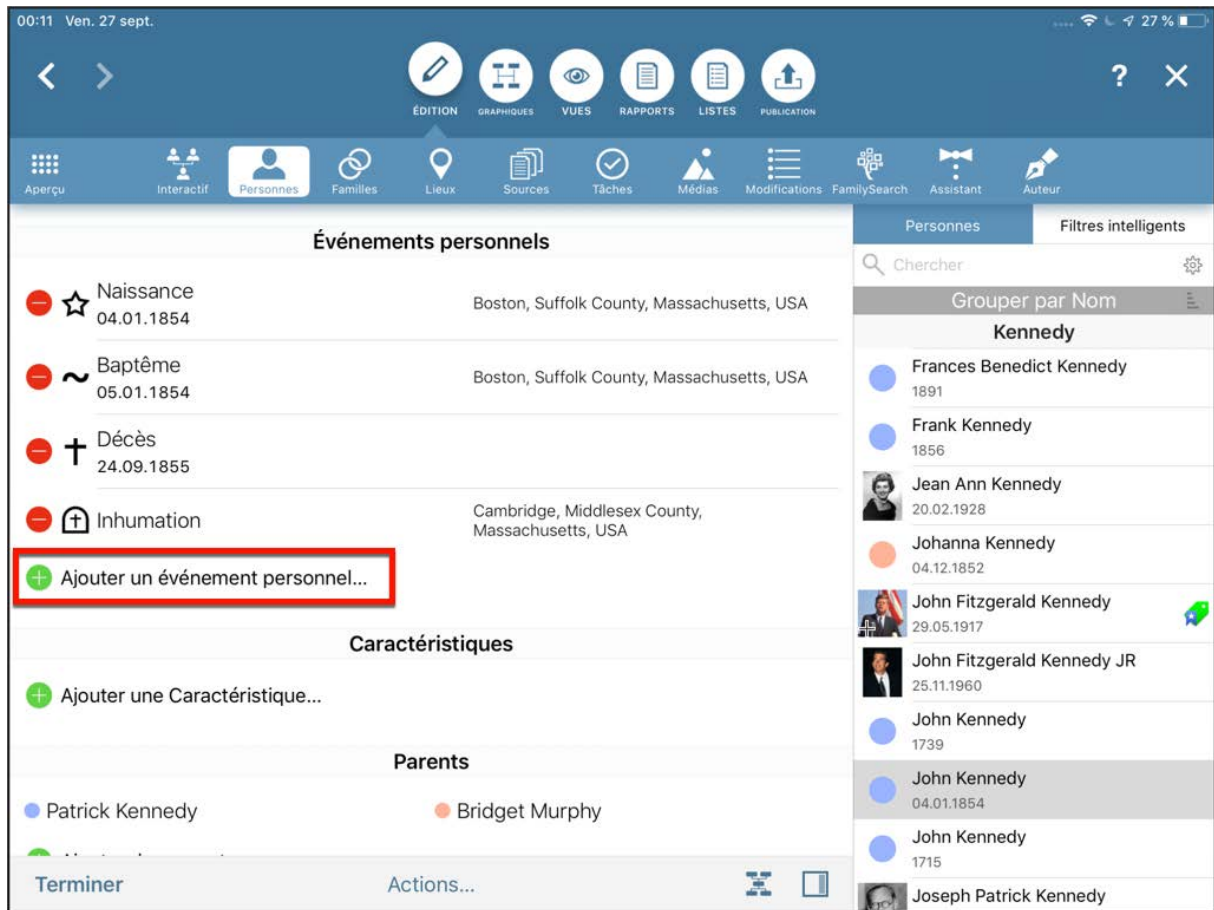 00:11 Ven. 27 sept.
27 %
?
ÉDITION
GRAPHIQUES
VUES
RAPPORTS
LISTES
PUBLICATION
Aperçu
Interactif
Personnes
Familles
Lieux
Sources
Tâches
Médias
Modifications
FamilySearch
Assistant
Auteur
Événements personnels
Naissance
04.01.1854
Boston, Suffolk County, Massachusetts, USA
Baptême
05.01.1854
Boston, Suffolk County, Massachusetts, USA
Décès
24.09.1855
Inhumation
Cambridge, Middlesex County,
Massachusetts, USA
Ajouter un événement personnel...
Caractéristiques
Ajouter une Caractéristique...
Parents
Patrick Kennedy
Bridget Murphy
Terminer
Actions...
Personnes
Filtres intelligents
Chercher
Grouper par Nom
Kennedy
Frances Benedict Kennedy
1891
Frank Kennedy
1856
Jean Ann Kennedy
20.02.1928
Johanna Kennedy
04.12.1852
John Fitzgerald Kennedy
29.05.1917
John Fitzgerald Kennedy JR
25.11.1960
John Kennedy
1739
John Kennedy
04.01.1854
John Kennedy
1715
Joseph Patrick Kennedy